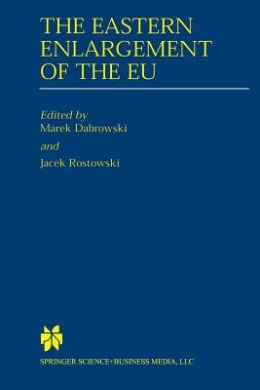 THE EASTERN
ENLARGEMENT
OF THE EU
Edited by
Marek Dabrowski
and
Jacek Rostowski
SPRINGER SCIENCE+BUSINESS MEDIA, LLC